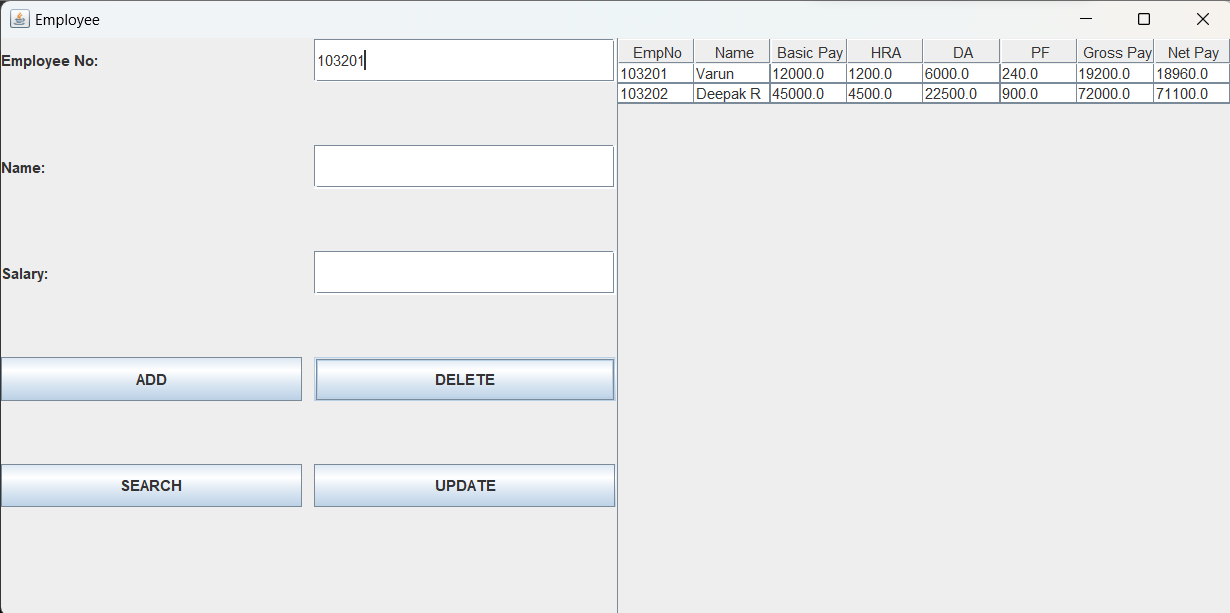 Employee
Employee No:
103201
Name:
Salary:
ADD DELETE
SEARCH UPDATE
EmpNo Name Basic Pay HRA DA PF Gross Pay Net Pay
103201 Varun 12000.0 1200.0 6000.0 240.0 19200.0 18960.0
103202 Deepak R 45000.0 4500.0 22500.0 900.0 72000.0 71100.0